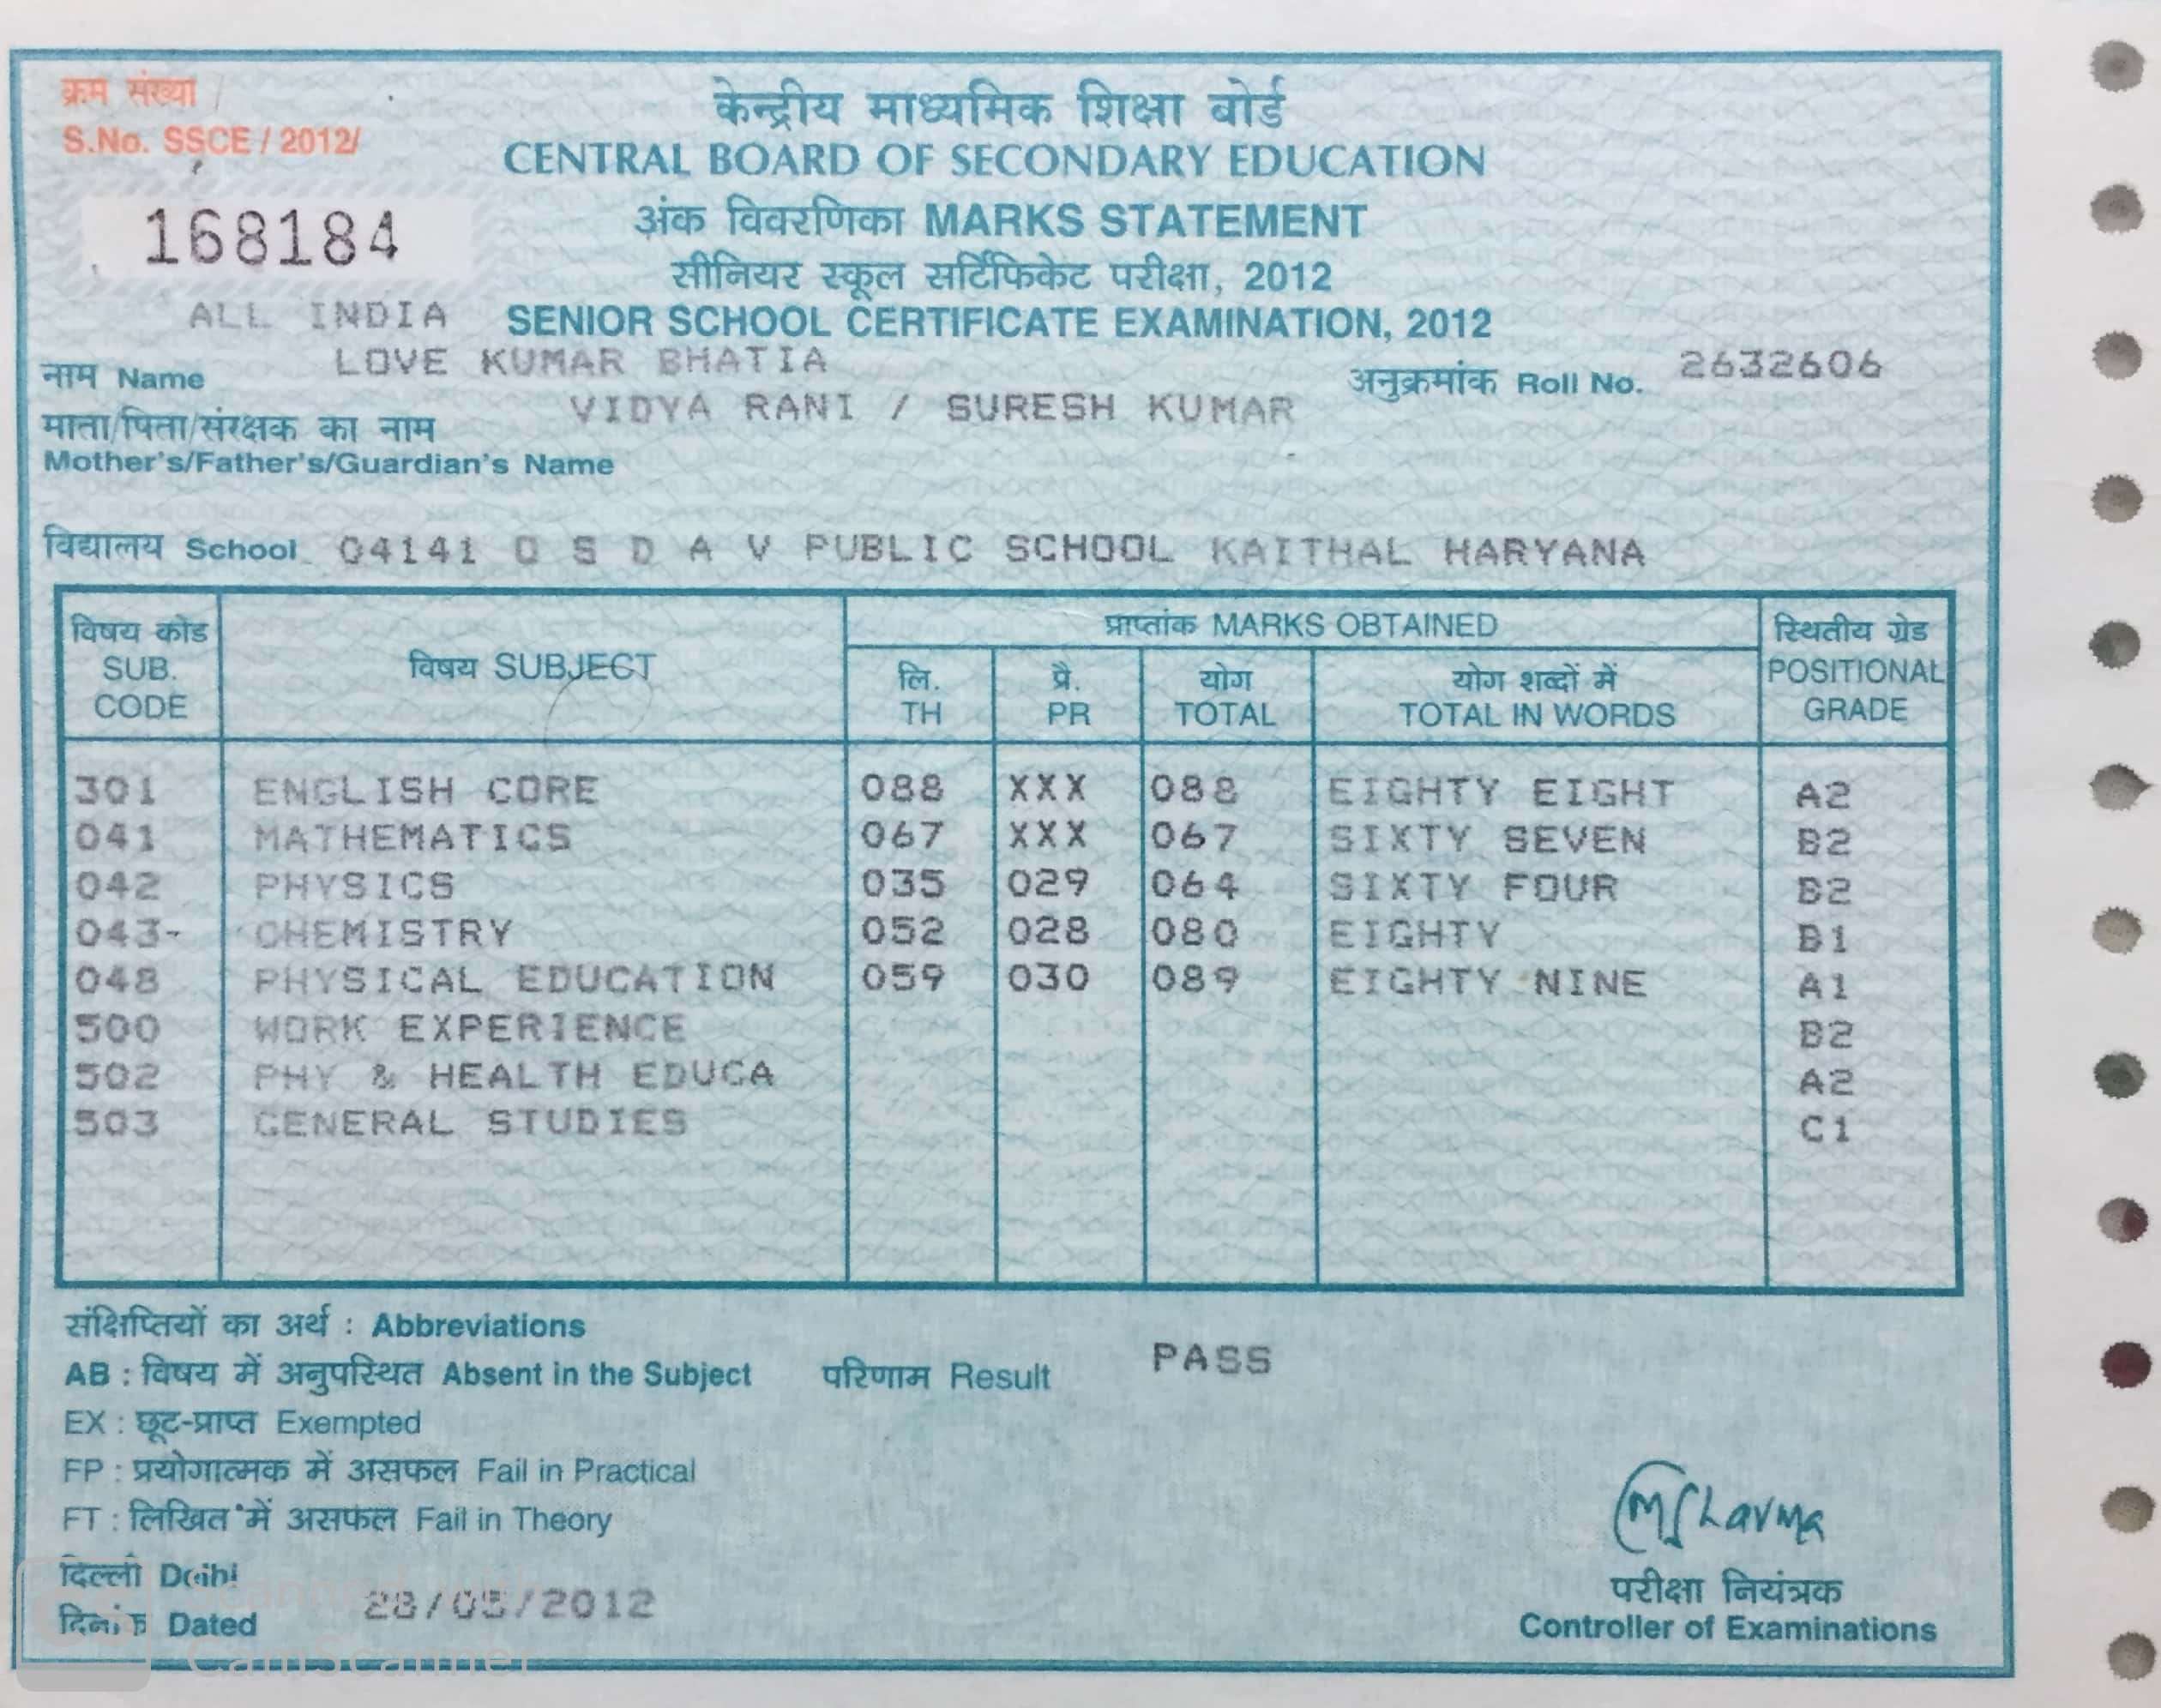 क्रम संख्या
S.No. SSCE / 2012/
168184
केन्द्रीय माध्यमिक शिक्षा बोर्ड
CENTRAL BOARD OF SECONDARY EDUCATION
अंक विवरणिका MARKS STATEMENT
सीनियर स्कूल सर्टिफिकेट परीक्षा, 2012
ALL INDIA SENIOR SCHOOL CERTIFICATE EXAMINATION, 2012
नाम Name LOVE KUMAR BHATIA अनुक्रमांक Roll No. 2632606
माता/पिता/संरक्षक का नाम VIDYA RANI / SURESH KUMAR
Mother's/Father's/Guardian's Name
विद्यालय School 04141 O S D A V PUBLIC SCHOOL KAITHAL HARYANA
विषय कोड SUB. CODE विषय SUBJECT प्राप्तांक MARKS OBTAINED स्थितीय ग्रेड POSITIONAL GRADE
लि. TH प्रै. PR योग TOTAL योग शब्दों में TOTAL IN WORDS
301 ENGLISH CORE 088 XXX 088 EIGHTY EIGHT A2
041 MATHEMATICS 067 XXX 067 SIXTY SEVEN B2
042 PHYSICS 035 029 064 SIXTY FOUR B2
043- CHEMISTRY 052 028 080 EIGHTY B1
048 PHYSICAL EDUCATION 059 030 089 EIGHTY NINE A1
500 WORK EXPERIENCE B2
502 PHY & HEALTH EDUCA A2
503 GENERAL STUDIES C1
संक्षिप्तियों का अर्थ : Abbreviations
AB : विषय में अनुपस्थित Absent in the Subject परिणाम Result PASS
EX : छूट-प्राप्त Exempted
FP : प्रयोगात्मक में असफल Fail in Practical
FT : लिखित में असफल Fail in Theory
MSharma
दिल्ली Delhi
दिनांक Dated 28/05/2012
परीक्षा नियंत्रक
Controller of Examinations
CamScanner